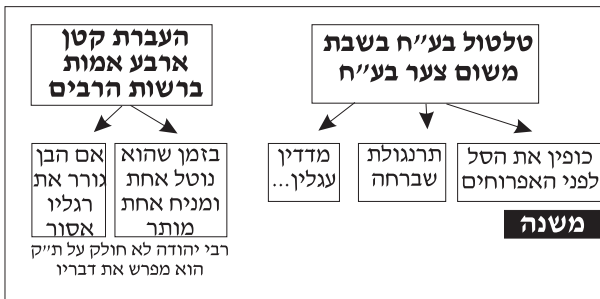 טלטול בע״ח בשבת
משום צער בע״ח
כופין את הסל
לפני האפרוחים
תרנגולת
שברחה
מדדין
עגלין...
משנה
העברת קטן
ארבע אמות
ברשות הרבים
בזמן שהוא
נוטל אחת
ומניח אחת
מותר
אם הבן
גורר את
רגליו
אסור
רבי יהודה לא חולק על ת״ק
הוא מפרש את דבריו